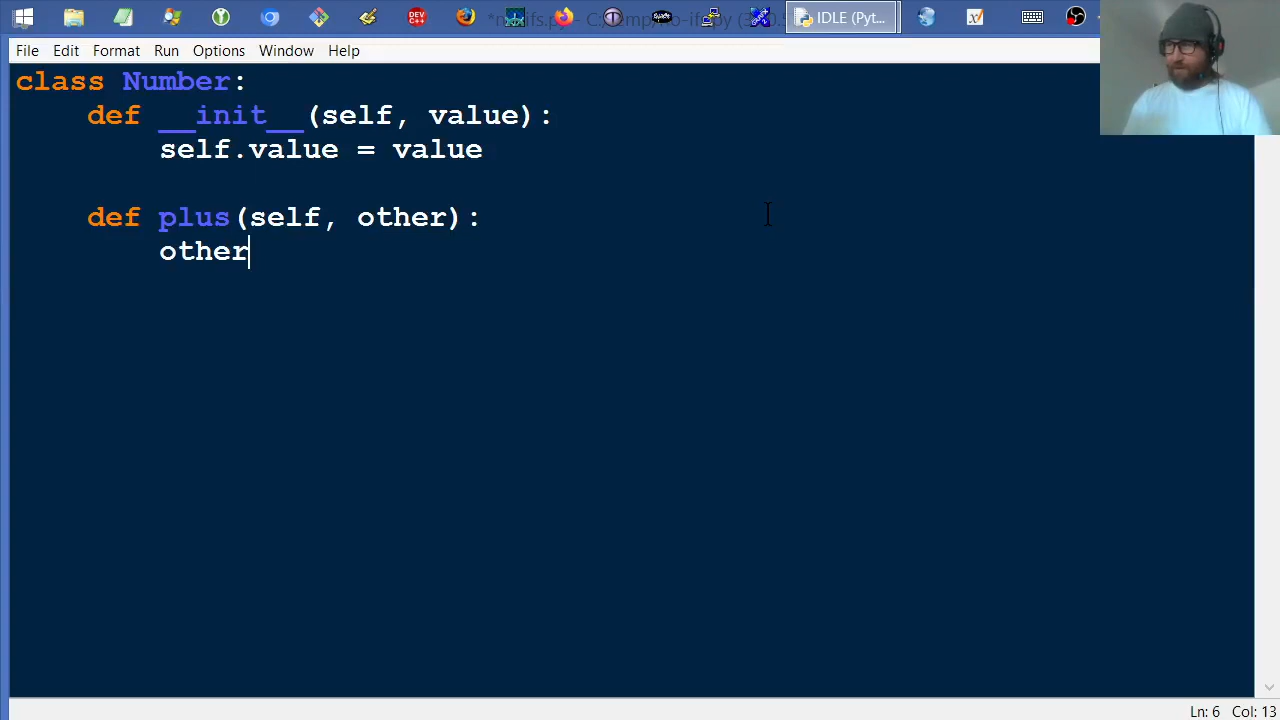 IDLE (Pyt...
File Edit Format Run Options Window Help
class Number:
def __init__(self, value):
self.value = value
def plus(self, other):
other
Ln: 6 Col: 13